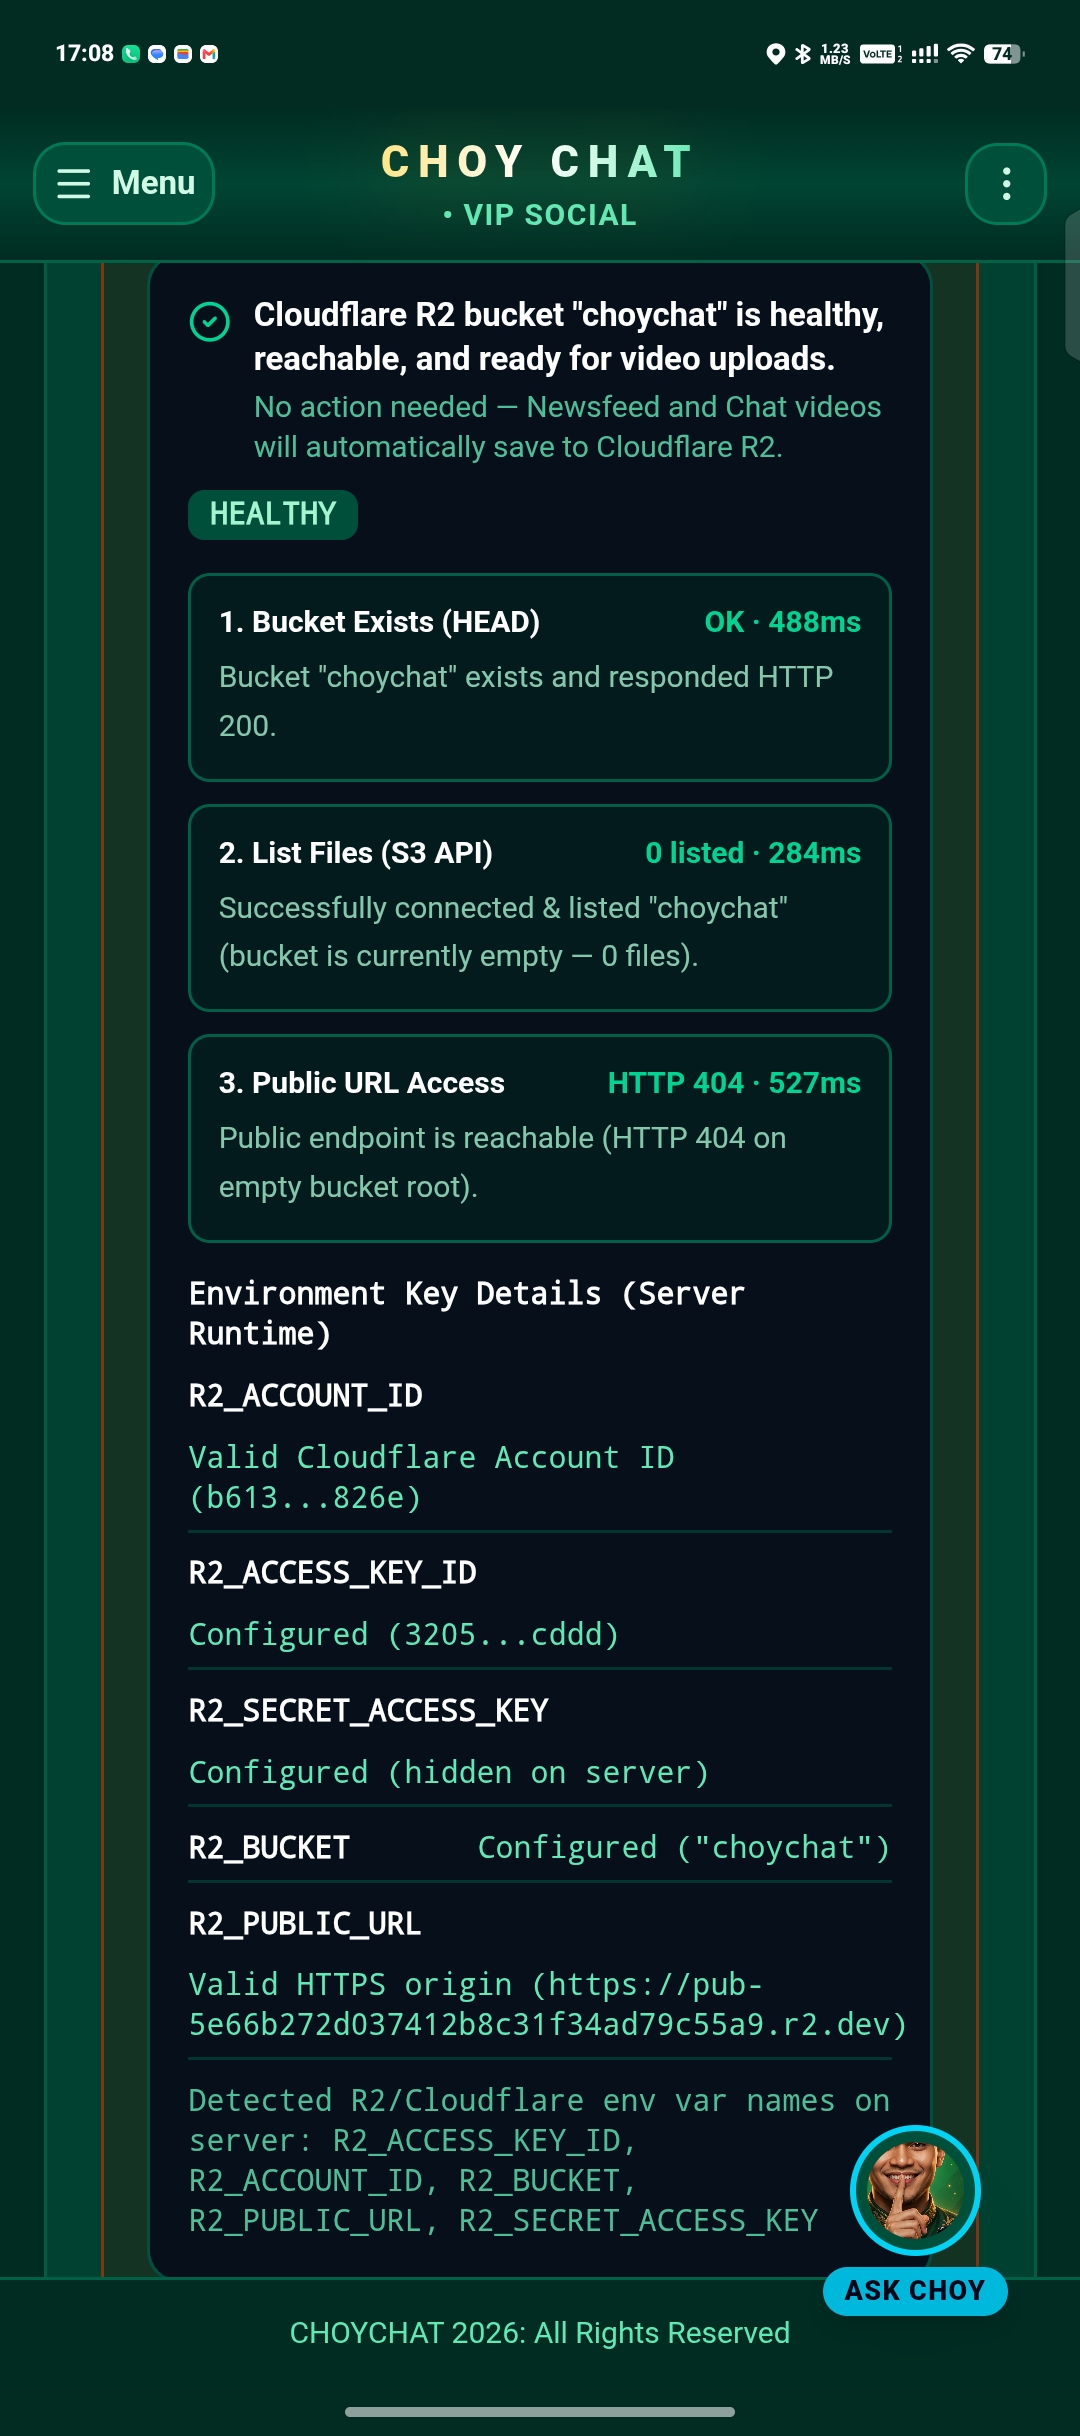 17:08
1.23
MB/S
VoLTE 1
2
74
Menu
CHOY CHAT
• VIP SOCIAL
Cloudflare R2 bucket "choychat" is healthy,
reachable, and ready for video uploads.
No action needed — Newsfeed and Chat videos
will automatically save to Cloudflare R2.
HEALTHY
1. Bucket Exists (HEAD) OK · 488ms
Bucket "choychat" exists and responded HTTP
200.
2. List Files (S3 API) 0 listed · 284ms
Successfully connected & listed "choychat"
(bucket is currently empty — 0 files).
3. Public URL Access HTTP 404 · 527ms
Public endpoint is reachable (HTTP 404 on
empty bucket root).
Environment Key Details (Server
Runtime)
R2_ACCOUNT_ID
Valid Cloudflare Account ID
(b613...826e)
R2_ACCESS_KEY_ID
Configured (3205...cddd)
R2_SECRET_ACCESS_KEY
Configured (hidden on server)
R2_BUCKET Configured ("choychat")
R2_PUBLIC_URL
Valid HTTPS origin (https://pub-
5e66b272d037412b8c31f34ad79c55a9.r2.dev)
Detected R2/Cloudflare env var names on
server: R2_ACCESS_KEY_ID,
R2_ACCOUNT_ID, R2_BUCKET,
R2_PUBLIC_URL, R2_SECRET_ACCESS_KEY
ASK CHOY
CHOYCHAT 2026: All Rights Reserved